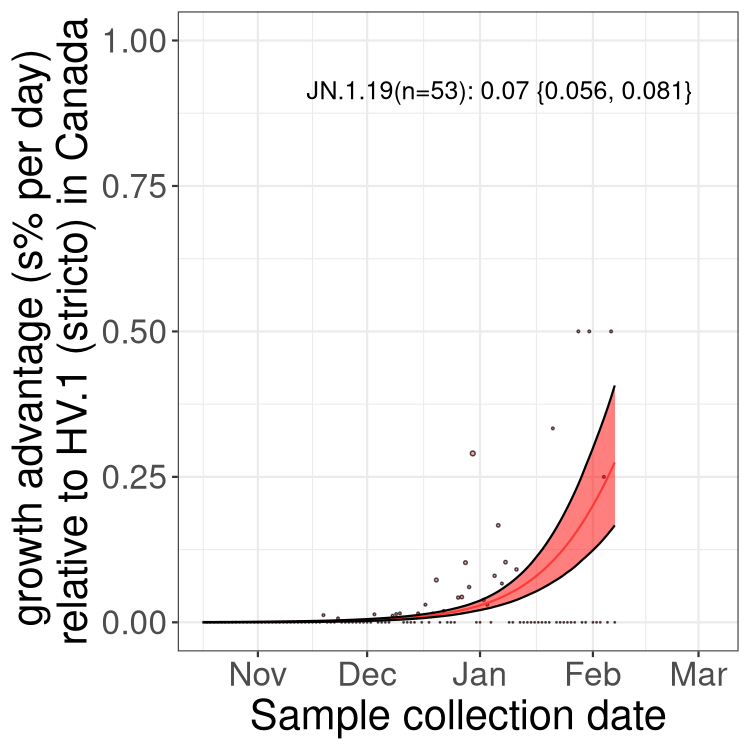 growth advantage (s% per day)
relative to HV.1 (stricto) in Canada
1.00
JN.1.19(n=53): 0.07 {0.056, 0.081}
0.75
0.50
0.25
0.00
Nov Dec Jan Feb Mar
Sample collection date